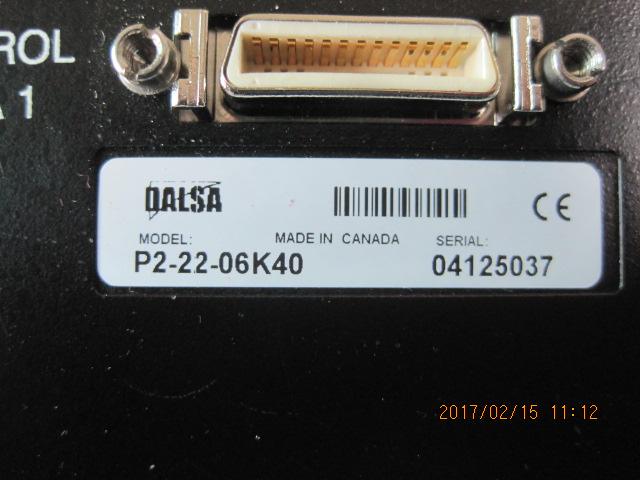 ROL
A 1
DALSA
CE
MODEL: MADE IN CANADA SERIAL:
P2-22-06K40 04125037
2017/02/15 11:12